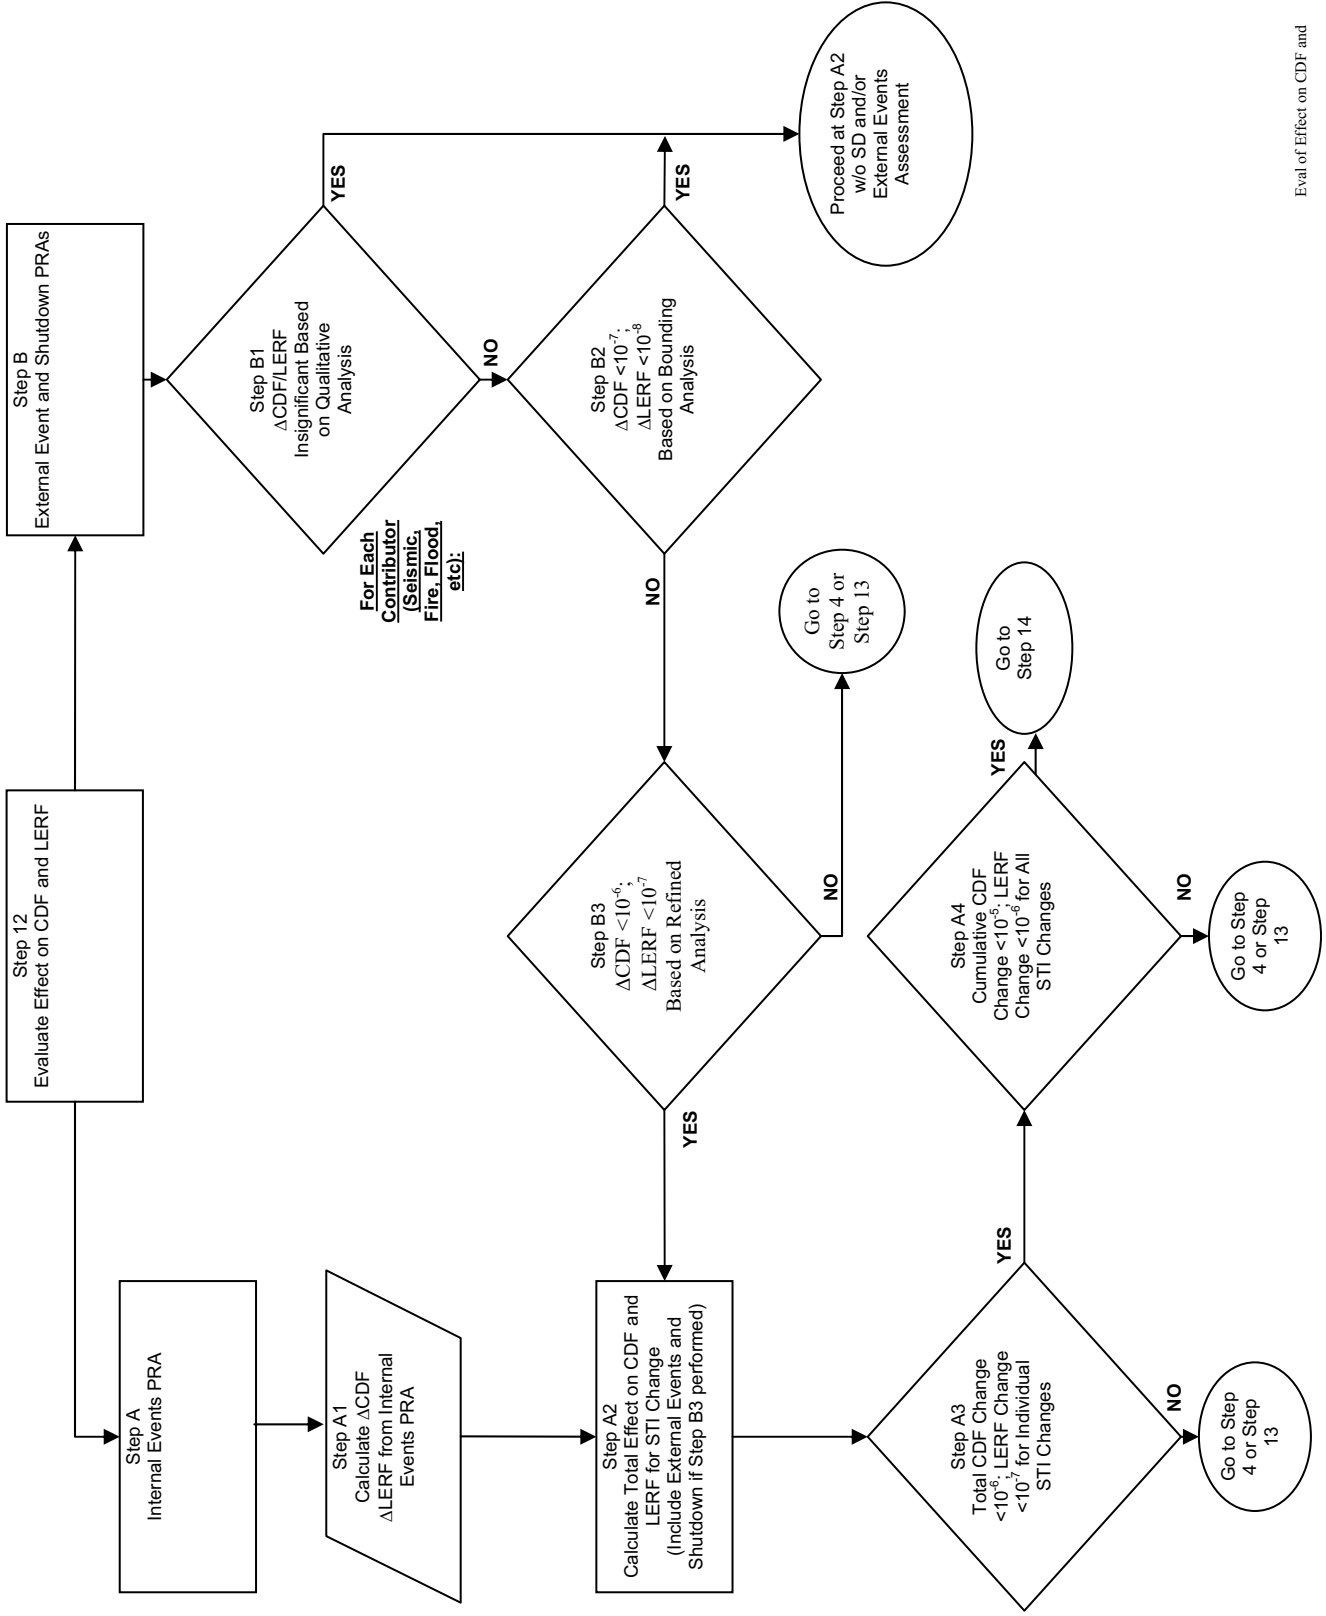 Step 12
Evaluate Effect on CDF and LERF
Step A
Internal Events PRA
Step B
External Event and Shutdown PRAs
Step A1
Calculate ΔCDF
ΔLERF from Internal
Events PRA
For Each
Contributor
(Seismic,
Fire, Flood,
etc):
Step B1
ΔCDF/LERF
Insignificant Based
on Qualitative
Analysis
YES
NO
Step B2
ΔCDF <10⁻⁷;
ΔLERF <10⁻⁸
Based on Bounding
Analysis
YES
NO
Proceed at Step A2
w/o SD and/or
External Events
Assessment
Step B3
ΔCDF <10⁻⁶;
ΔLERF <10⁻⁷
Based on Refined
Analysis
YES
NO
Go to
Step 4 or
Step 13
Step A2
Calculate Total Effect on CDF and
LERF for STI Change
(Include External Events and
Shutdown if Step B3 performed)
Step A3
Total CDF Change
<10⁻⁶; LERF Change
<10⁻⁷ for Individual
STI Changes
YES
NO
Go to Step
4 or Step
13
Step A4
Cumulative CDF
Change <10⁻⁵; LERF
Change <10⁻⁶ for All
STI Changes
YES
NO
Go to
Step 14
Go to Step
4 or Step
13
Eval of Effect on CDF and